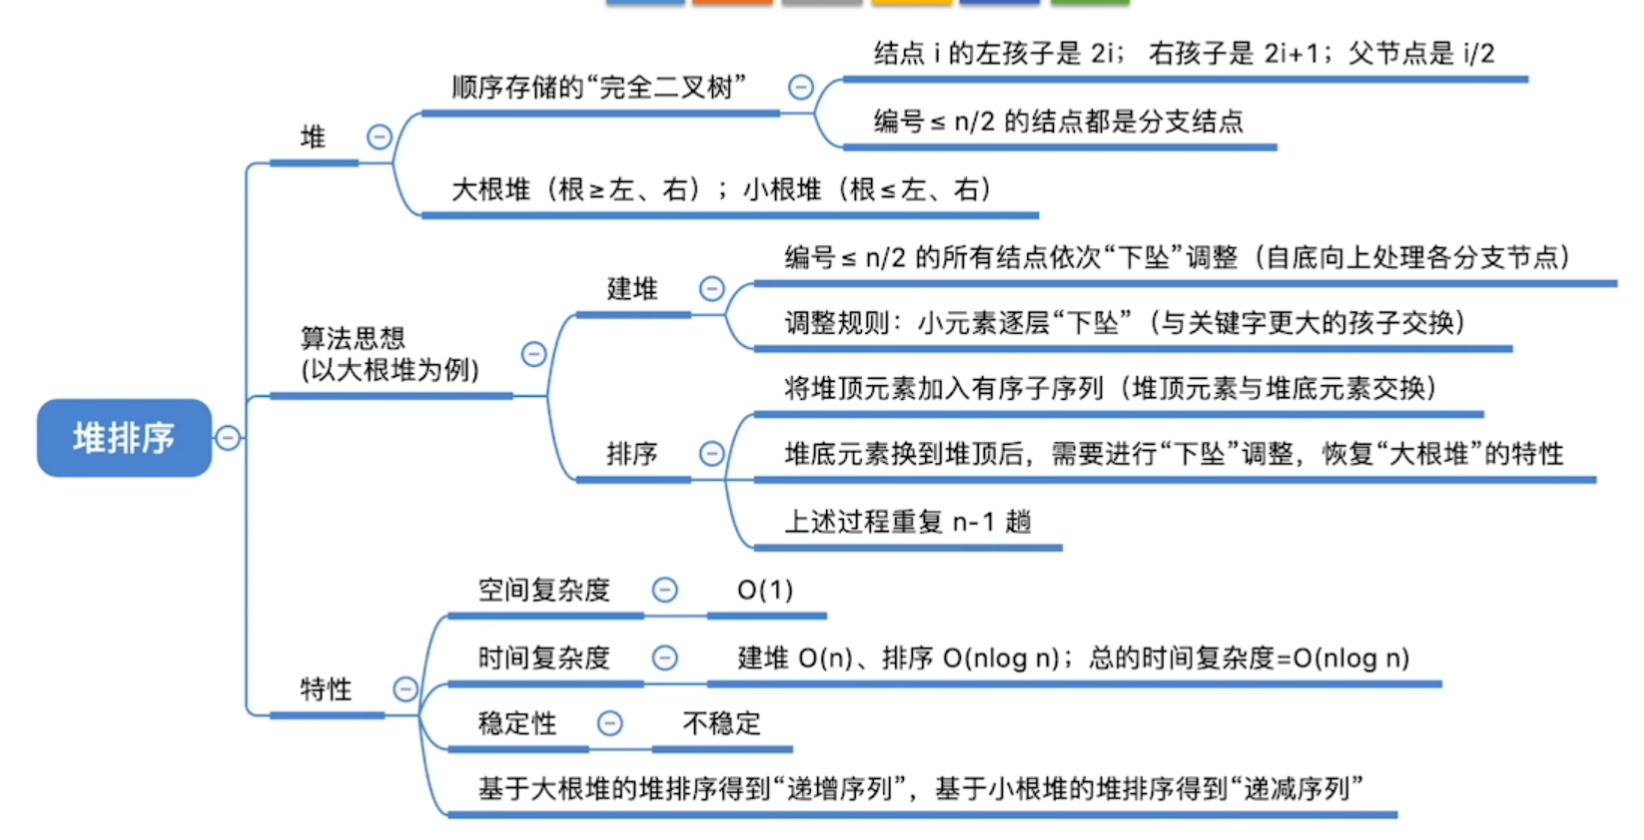 堆排序
堆
顺序存储的“完全二叉树”
结点 i 的左孩子是 2i； 右孩子是 2i+1；父节点是 i/2
编号≤ n/2 的结点都是分支结点
大根堆（根≥左、右）；小根堆（根≤左、右）
算法思想
(以大根堆为例)
建堆
编号≤ n/2 的所有结点依次“下坠”调整（自底向上处理各分支节点）
调整规则：小元素逐层“下坠”（与关键字更大的孩子交换）
排序
将堆顶元素加入有序子序列（堆顶元素与堆底元素交换）
堆底元素换到堆顶后，需要进行“下坠”调整，恢复“大根堆”的特性
上述过程重复 n-1 趟
特性
空间复杂度
O(1)
时间复杂度
建堆 O(n)、排序 O(nlog n)；总的时间复杂度=O(nlog n)
稳定性
不稳定
基于大根堆的堆排序得到“递增序列”，基于小根堆的堆排序得到“递减序列”